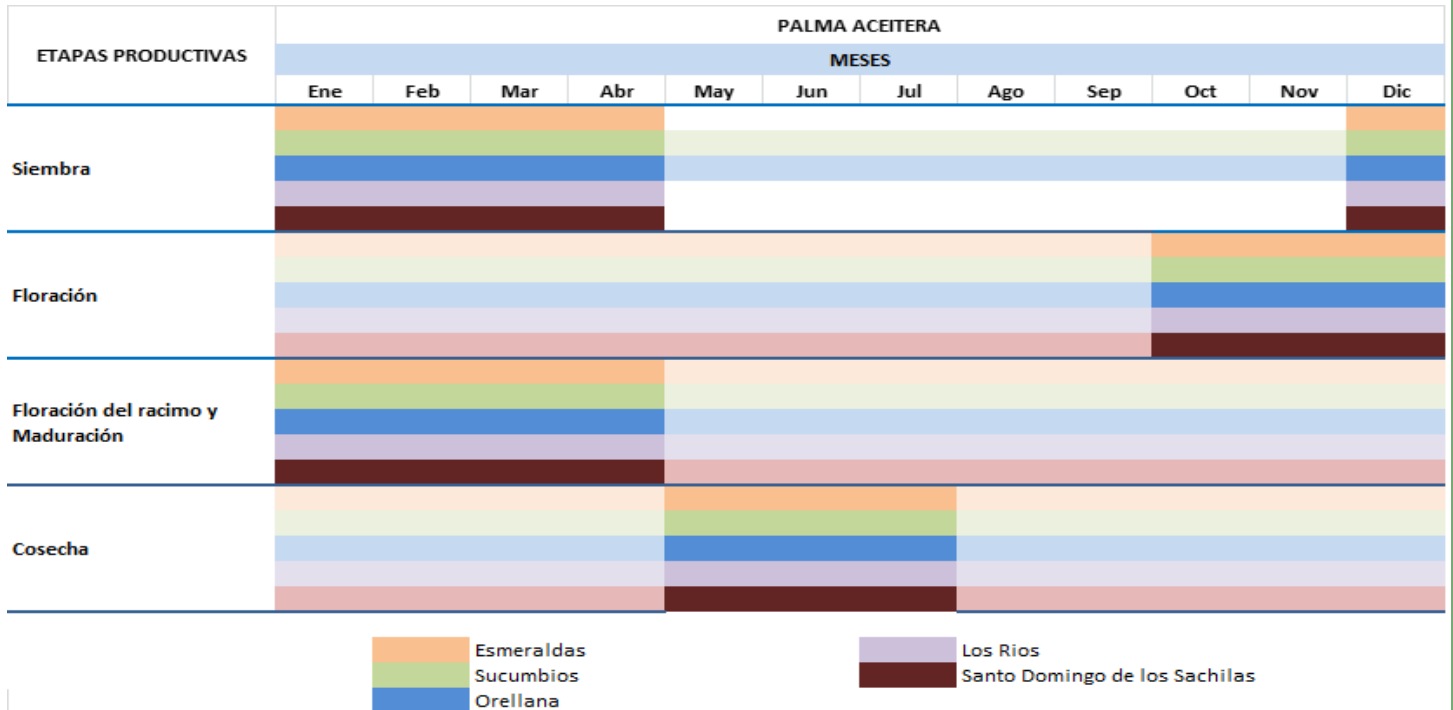 PALMA ACEITERA
ETAPAS PRODUCTIVAS
MESES
Ene Feb Mar Abr May Jun Jul Ago Sep Oct Nov Dic
Siembra
Floración
Floración del racimo y
Maduración
Cosecha
Esmeraldas
Sucumbios
Orellana
Los Rios
Santo Domingo de los Sachilas